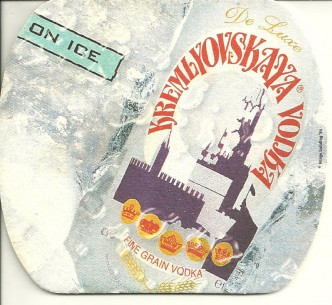 ON ICE
De Luxe
KREMLYOVSKAYA® VODKA
FINE GRAIN VODKA